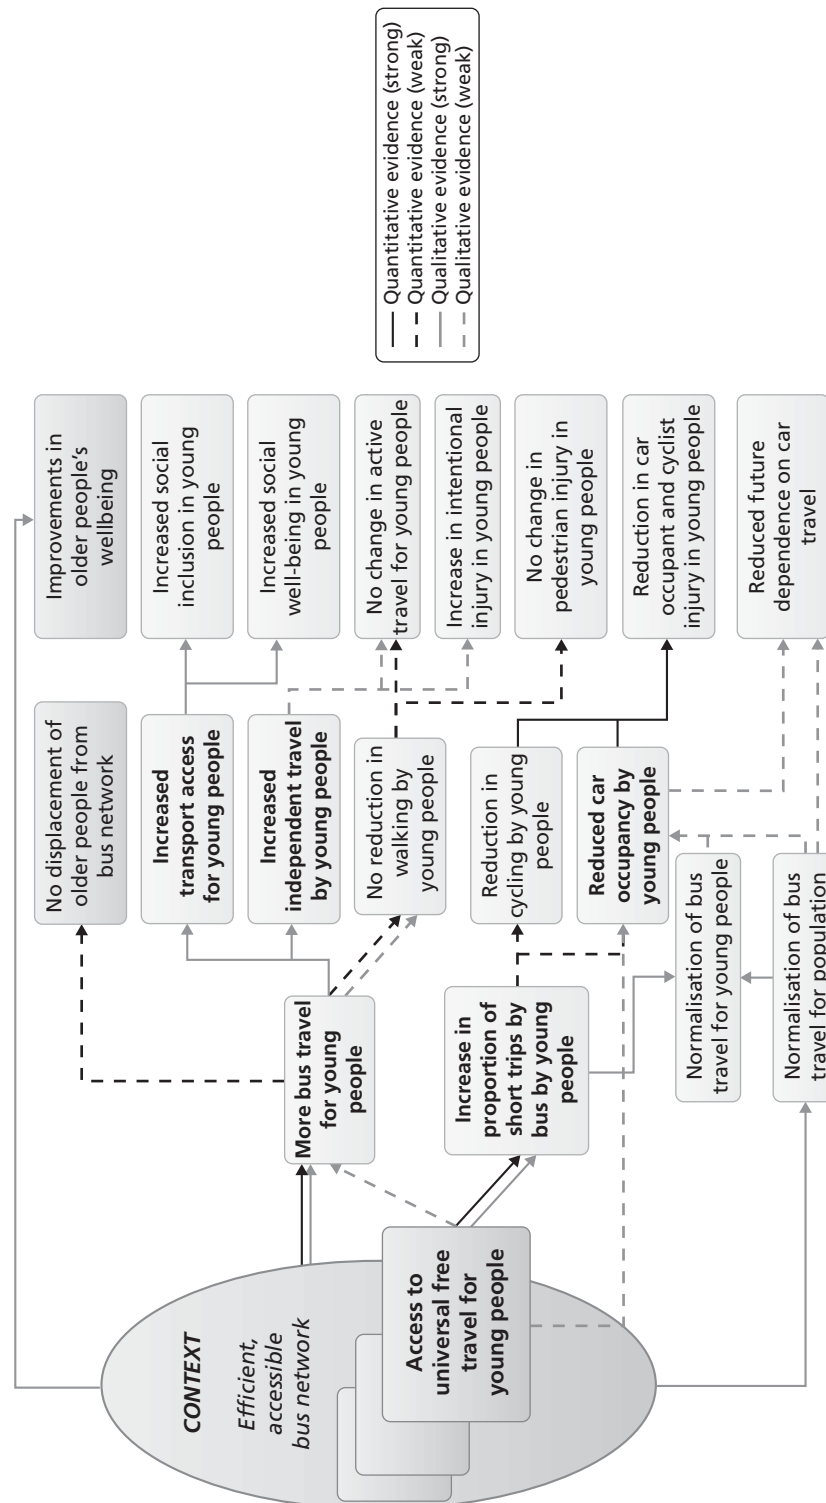 CONTEXT
Efficient,
accessible
bus network
Access to
universal free
travel for
young people
More bus travel
for young
people
Increase in
proportion of
short trips by
bus by young
people
Normalisation of bus
travel for young people
Normalisation of bus
travel for population
No displacement of
older people from
bus network
Increased
transport access
for young people
Increased
independent travel
by young people
No reduction in
walking by
young people
Reduction in
cycling by young
people
Reduced car
occupancy by
young people
Improvements in
older people's
wellbeing
Increased social
inclusion in young
people
Increased social
well-being in young
people
No change in active
travel for young people
Increase in intentional
injury in young people
No change in
pedestrian injury in
young people
Reduction in car
occupant and cyclist
injury in young people
Reduced future
dependence on car
travel
Quantitative evidence (strong)
Quantitative evidence (weak)
Qualitative evidence (strong)
Qualitative evidence (weak)